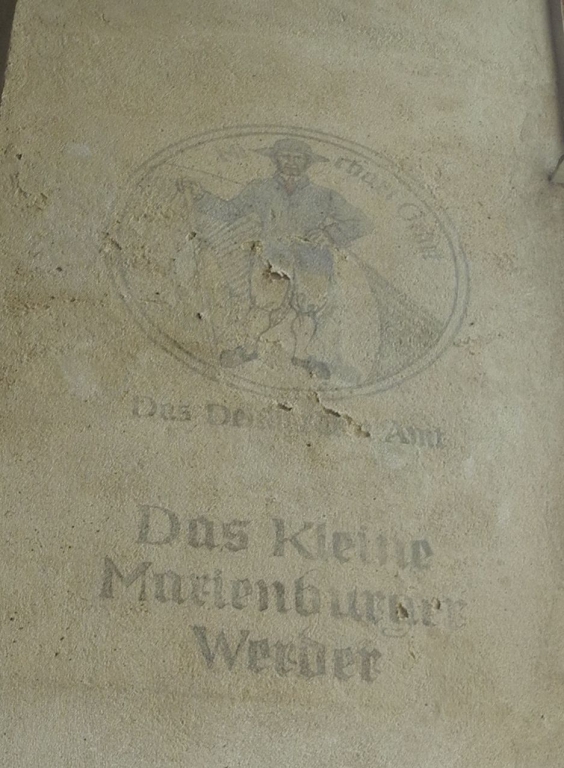 Das Amt
Das Kleine
Marienburger
Werder